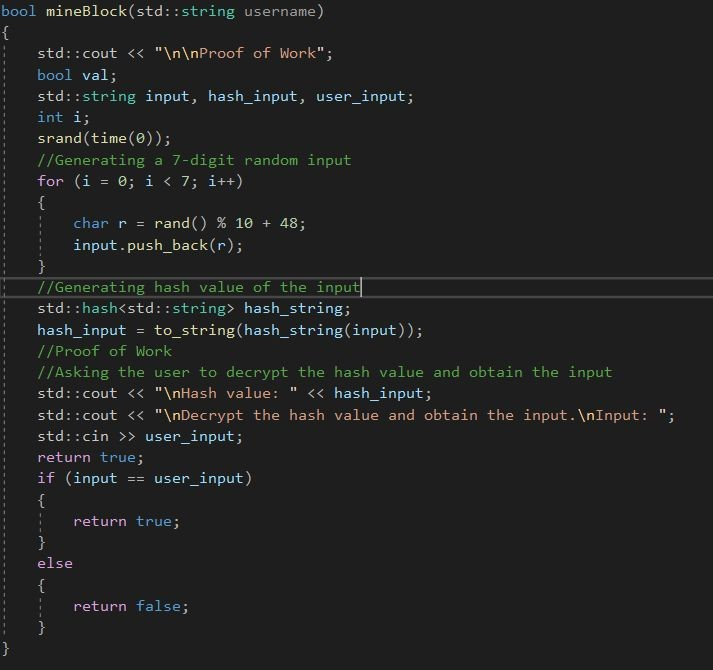 bool mineBlock(std::string username)
{
    std::cout << "\n\nProof of Work";
    bool val;
    std::string input, hash_input, user_input;
    int i;
    srand(time(0));
    //Generating a 7-digit random input
    for (i = 0; i < 7; i++)
    {
        char r = rand() % 10 + 48;
        input.push_back(r);
    }
    //Generating hash value of the input
    std::hash<std::string> hash_string;
    hash_input = to_string(hash_string(input));
    //Proof of Work
    //Asking the user to decrypt the hash value and obtain the input
    std::cout << "\nHash value: " << hash_input;
    std::cout << "\nDecrypt the hash value and obtain the input.\nInput: ";
    std::cin >> user_input;
    return true;
    if (input == user_input)
    {
        return true;
    }
    else
    {
        return false;
    }
}